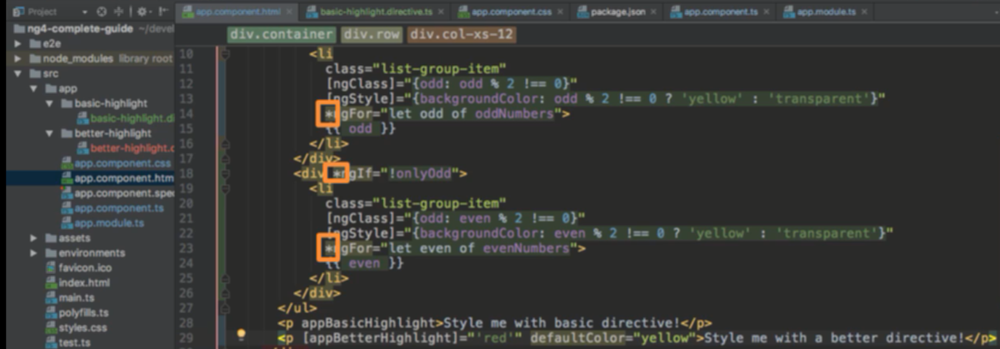 Project
app.component.html
basic-highlight.directive.ts
app.component.css
package.json
app.component.ts
app.module.ts
ng4-complete-guide ~/devel
e2e
node_modules library root
src
app
basic-highlight
basic-highlight.di
better-highlight
better-highlight.c
app.component.css
app.component.htm
app.component.spec
app.component.ts
app.module.ts
assets
environments
favicon.ico
index.html
main.ts
polyfills.ts
styles.css
test.ts
div.container div.row div.col-xs-12
10 <li
11 class="list-group-item"
12 [ngClass]="{odd: odd % 2 !== 0}"
13 [ngStyle]="{backgroundColor: odd % 2 !== 0 ? 'yellow' : 'transparent'}"
14 *ngFor="let odd of oddNumbers">
15 {{ odd }}
16 </li>
17 </div>
18 <div *ngIf="!onlyOdd">
19 <li
20 class="list-group-item"
21 [ngClass]="{odd: even % 2 !== 0}"
22 [ngStyle]="{backgroundColor: even % 2 !== 0 ? 'yellow' : 'transparent'}"
23 *ngFor="let even of evenNumbers">
24 {{ even }}
25 </li>
26 </div>
27 </ul>
28 <p appBasicHighlight>Style me with basic directive!</p>
29 <p [appBetterHighlight]="'red'" defaultColor="yellow">Style me with a better directive!</p>